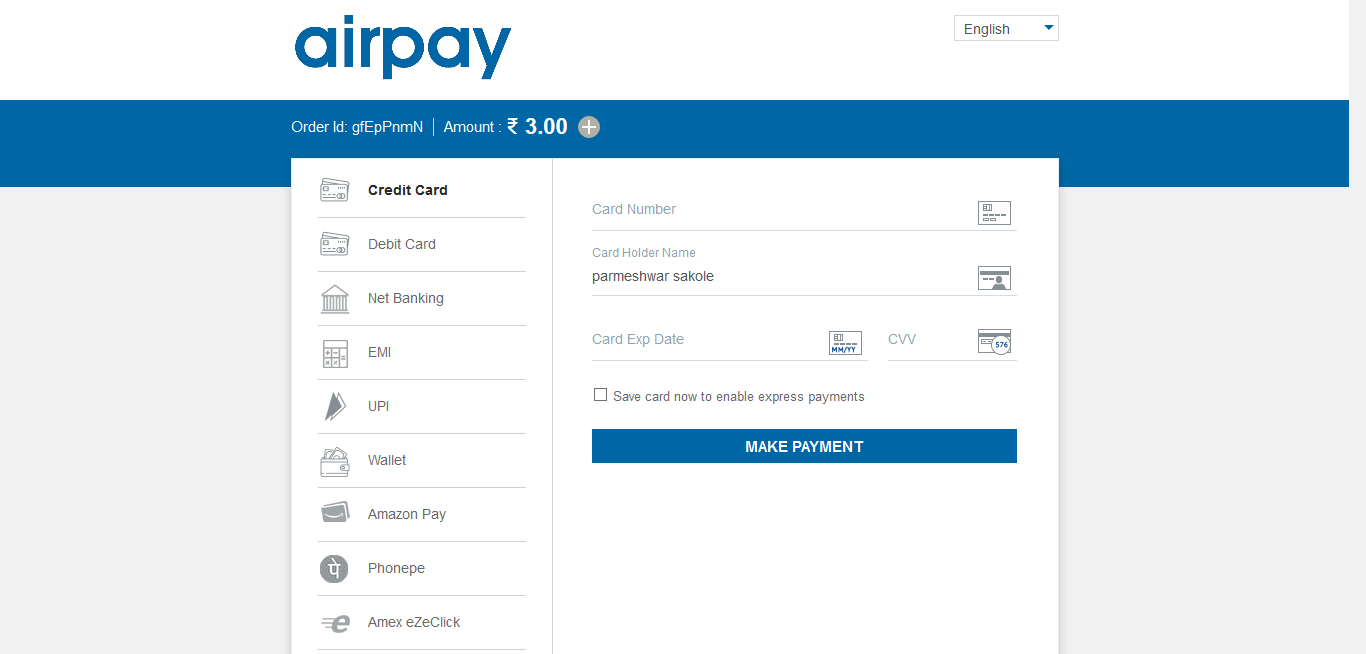 airpay
English
Order Id: gfEpPnmN | Amount : ₹ 3.00
Credit Card
Debit Card
Net Banking
EMI
UPI
Wallet
Amazon Pay
पे
Phonepe
e
Amex eZeClick
Card Number
Card Holder Name
parmeshwar sakole
Card Exp Date
MM/YY
CVV
576
Save card now to enable express payments
MAKE PAYMENT